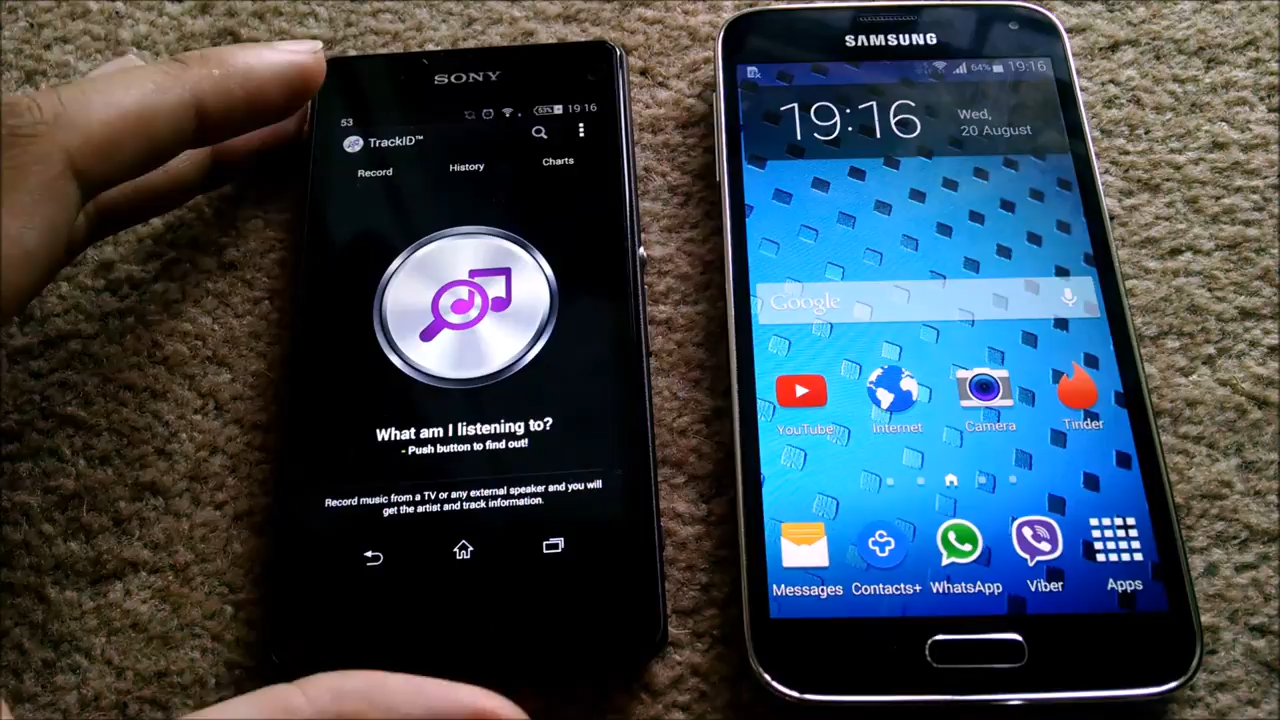 SONY
53
53% 19 16
TrackID™
Record History Charts
What am I listening to?
- Push button to find out!
Record music from a TV or any external speaker and you will
get the artist and track information.
SAMSUNG
64% 19:16
19:16
Wed,
20 August
Google
YouTube Internet Camera Tinder
Messages Contacts+ WhatsApp Viber Apps